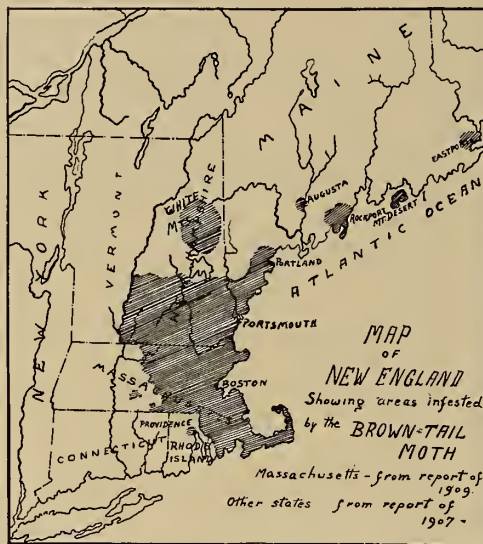 MAINE
EASTPORT
AUGUSTA
ROCKPORT
MT. DESERT
WHITE
MTS.
HAMPSHIRE
VERMONT
NEW YORK
ATLANTIC OCEAN
PORTLAND
PORTSMOUTH
MASSACHUSETTS
BOSTON
PROVIDENCE
CONNECTICUT
RHODE
ISLAND
MAP
OF
NEW ENGLAND
Showing areas infested
by the BROWN-TAIL
MOTH
Massachusetts - from report of
1909.
Other states from report of
1907-